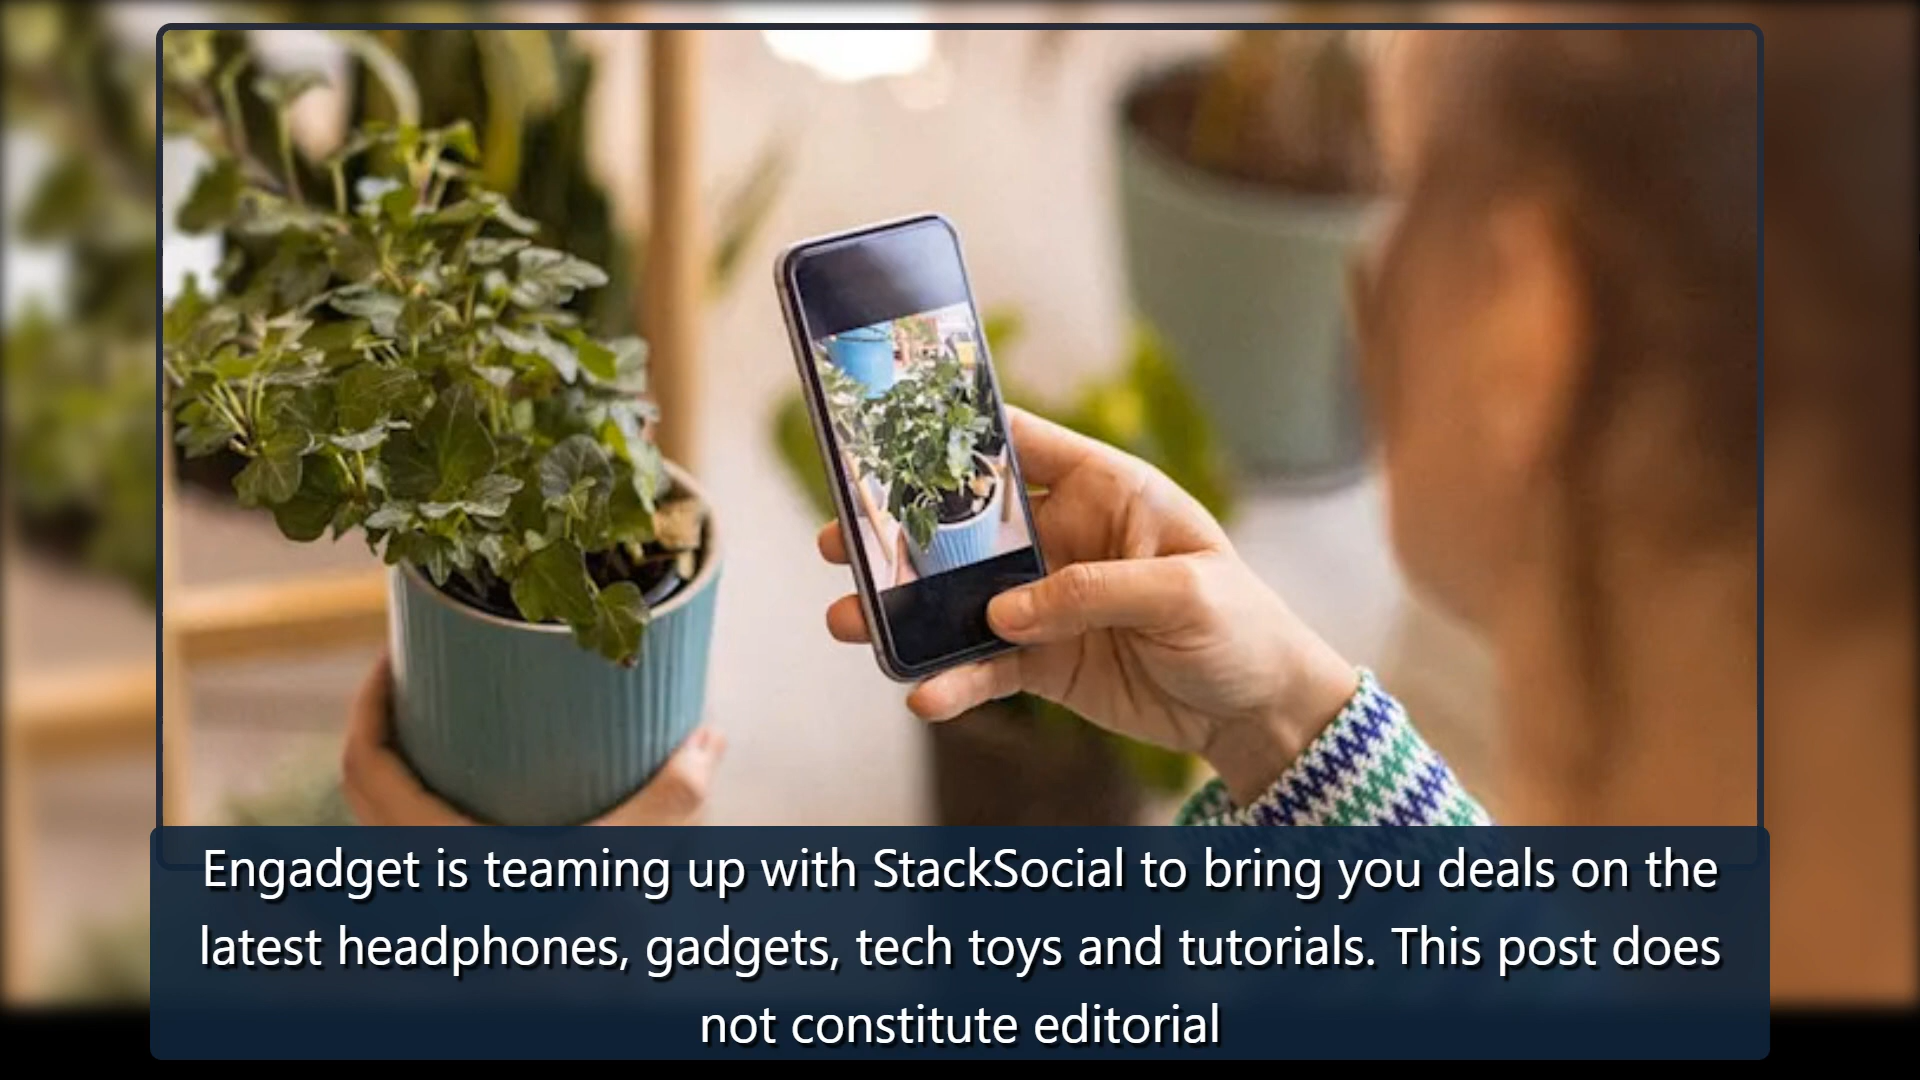 Engadget is teaming up with StackSocial to bring you deals on the
latest headphones, gadgets, tech toys and tutorials. This post does
not constitute editorial